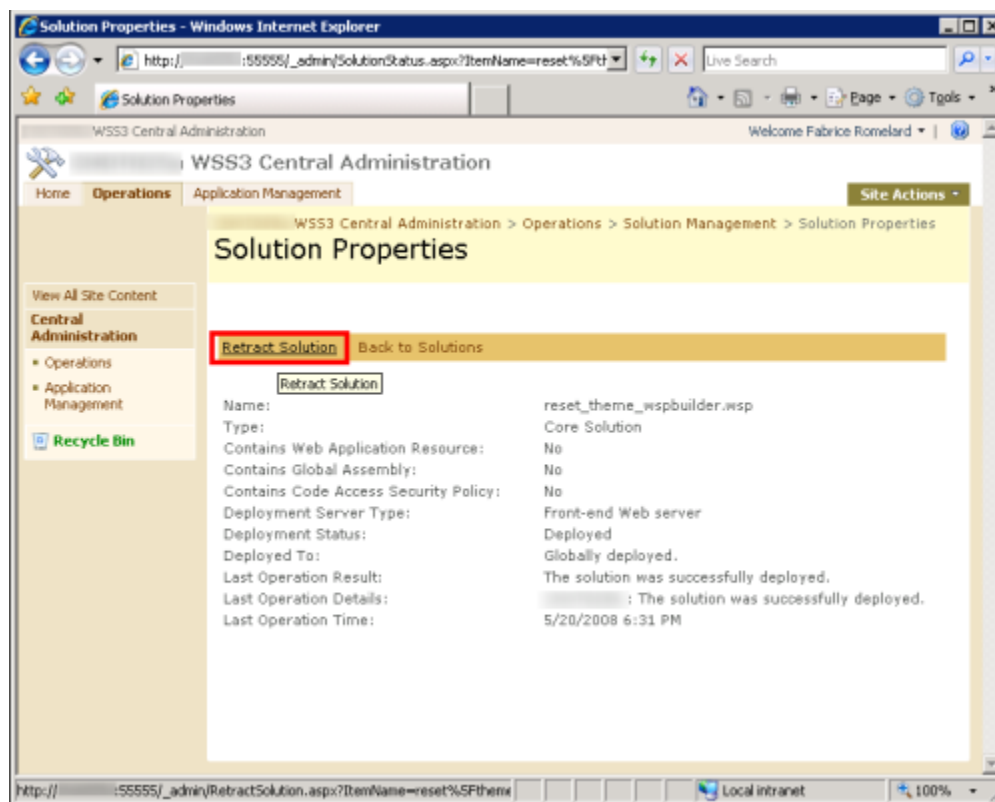 Solution Properties - Windows Internet Explorer
http:// :55555/_admin/SolutionStatus.aspx?ItemName=reset%5Fth
Live Search
Solution Properties
Page Tools
WSS3 Central Administration
Welcome Fabrice Romelard
WSS3 Central Administration
Home Operations Application Management
Site Actions
WSS3 Central Administration > Operations > Solution Management > Solution Properties
Solution Properties
View All Site Content
Central
Administration
Operations
Application
Management
Recycle Bin
Retract Solution Back to Solutions
Retract Solution
Name: reset_theme_wspbuilder.wsp
Type: Core Solution
Contains Web Application Resource: No
Contains Global Assembly: No
Contains Code Access Security Policy: No
Deployment Server Type: Front-end Web server
Deployment Status: Deployed
Deployed To: Globally deployed.
Last Operation Result: The solution was successfully deployed.
Last Operation Details: : The solution was successfully deployed.
Last Operation Time: 5/20/2008 6:31 PM
http:// :55555/_admin/RetractSolution.aspx?ItemName=reset%5Ftheme
Local intranet
100%